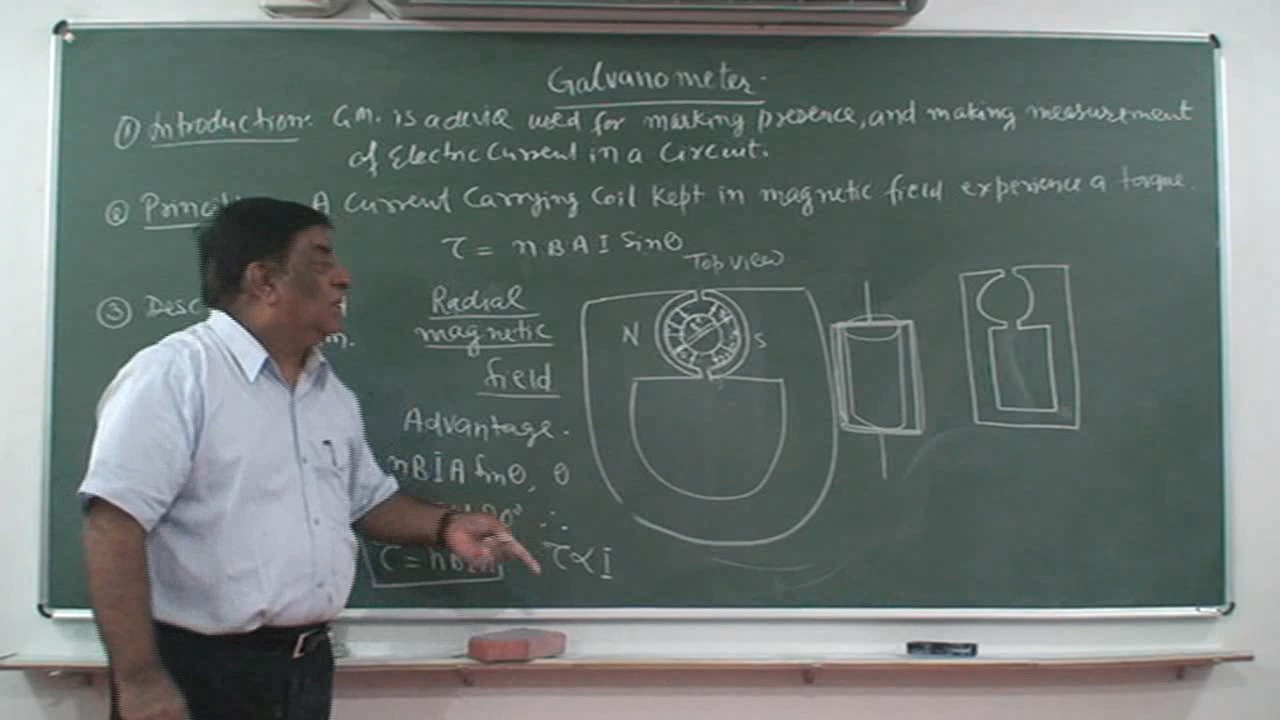 Galvanometer.
① Introduction. G.M. is a device used for marking presence, and making measurement
of Electric Current in a Circuit.
② A Current Carrying Coil kept in magnetic field experience a torque.
τ = n B A I Sinθ
Top view
③ Radial
magnetic
N S
field
Advantage.
nBIA Sinθ, θ
90° ∴
τ ∝ I